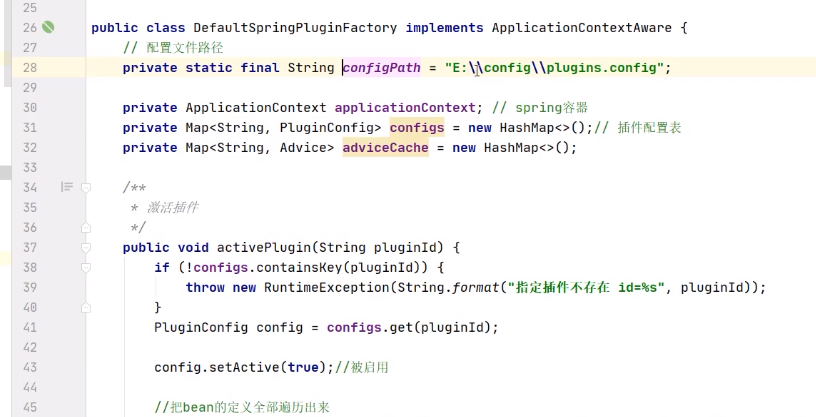 25
26 public class DefaultSpringPluginFactory implements ApplicationContextAware {
27 // 配置文件路径
28 private static final String configPath = "E:\\config\\plugins.config";
29
30 private ApplicationContext applicationContext; // spring容器
31 private Map<String, PluginConfig> configs = new HashMap<>();// 插件配置表
32 private Map<String, Advice> adviceCache = new HashMap<>();
33
34 /**
35 * 激活插件
36 */
37 public void activePlugin(String pluginId) {
38 if (!configs.containsKey(pluginId)) {
39 throw new RuntimeException(String.format("指定插件不存在 id=%s", pluginId));
40 }
41 PluginConfig config = configs.get(pluginId);
42
43 config.setActive(true);//被启用
44
45 //把bean的定义全部遍历出来